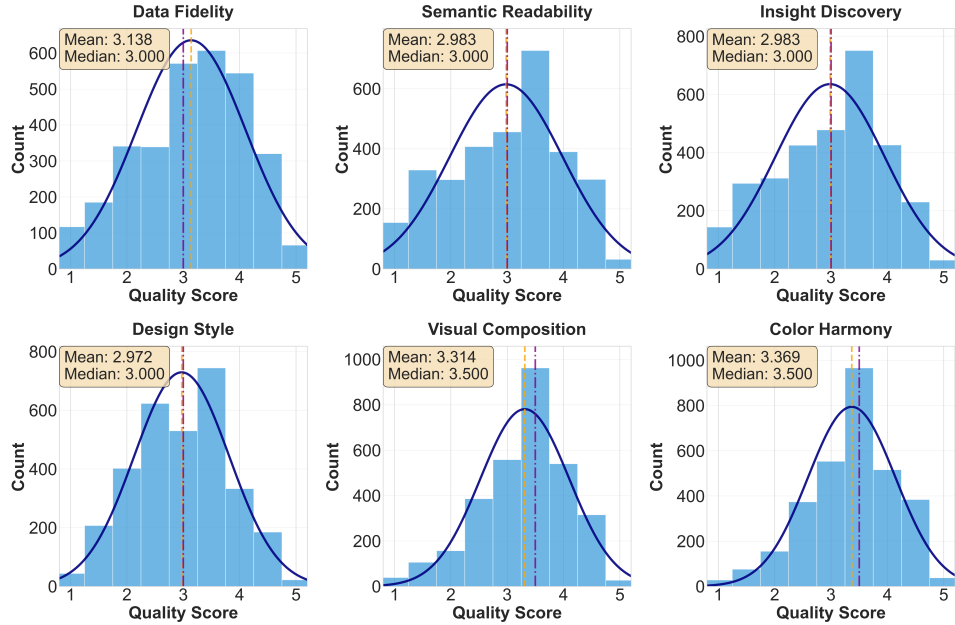 Data Fidelity
Mean: 3.138
Median: 3.000
600
500
400
300
200
100
0
Count
1 2 3 4 5
Quality Score
Semantic Readability
Mean: 2.983
Median: 3.000
600
400
200
0
Count
1 2 3 4 5
Quality Score
Insight Discovery
Mean: 2.983
Median: 3.000
800
600
400
200
0
Count
1 2 3 4 5
Quality Score
Design Style
Mean: 2.972
Median: 3.000
800
600
400
200
0
Count
1 2 3 4 5
Quality Score
Visual Composition
Mean: 3.314
Median: 3.500
1000
800
600
400
200
0
Count
1 2 3 4 5
Quality Score
Color Harmony
Mean: 3.369
Median: 3.500
1000
800
600
400
200
0
Count
1 2 3 4 5
Quality Score